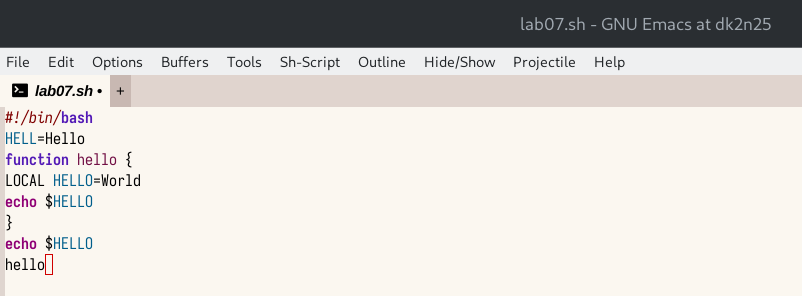 lab07.sh - GNU Emacs at dk2n25
File Edit Options Buffers Tools Sh-Script Outline Hide/Show Projectile Help
lab07.sh • +
#!/bin/bash
HELL=Hello
function hello {
LOCAL HELLO=World
echo $HELLO
}
echo $HELLO
hello